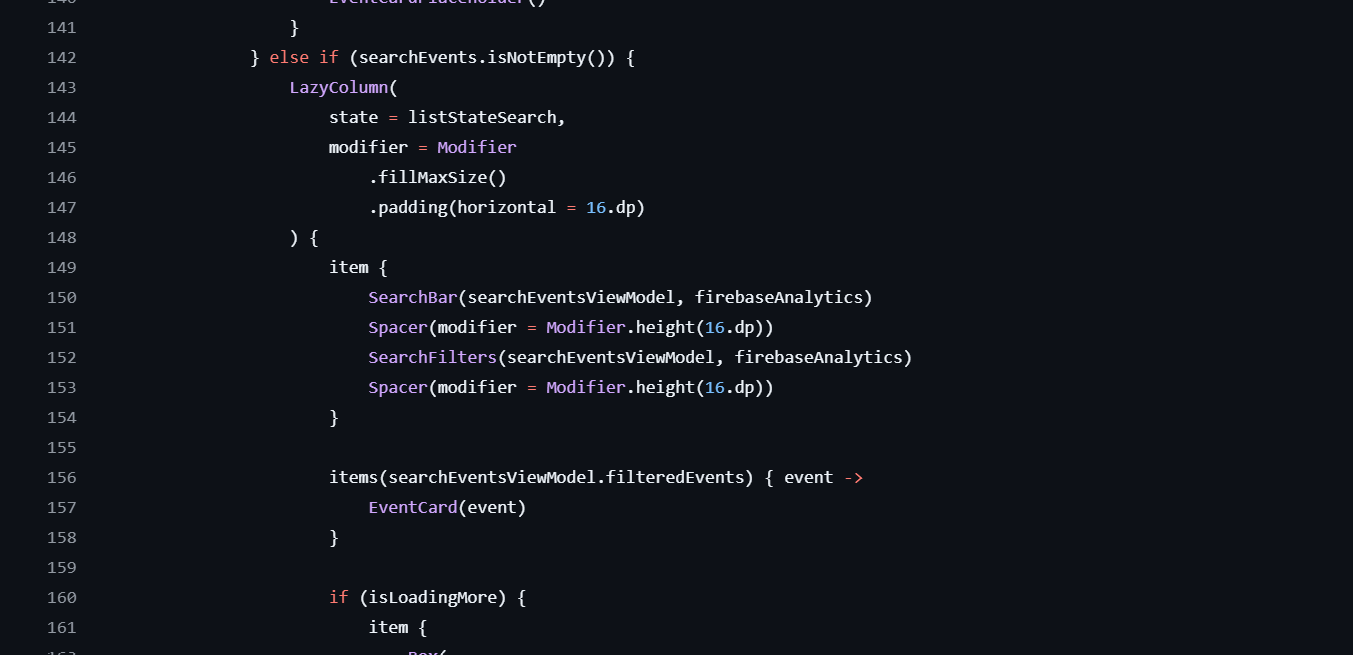 140                         EventCardPlaceholder()
141                     }
142                 } else if (searchEvents.isNotEmpty()) {
143                     LazyColumn(
144                         state = listStateSearch,
145                         modifier = Modifier
146                             .fillMaxSize()
147                             .padding(horizontal = 16.dp)
148                     ) {
149                         item {
150                             SearchBar(searchEventsViewModel, firebaseAnalytics)
151                             Spacer(modifier = Modifier.height(16.dp))
152                             SearchFilters(searchEventsViewModel, firebaseAnalytics)
153                             Spacer(modifier = Modifier.height(16.dp))
154                         }
155
156                         items(searchEventsViewModel.filteredEvents) { event ->
157                             EventCard(event)
158                         }
159
160                         if (isLoadingMore) {
161                             item {
162                                 Box(